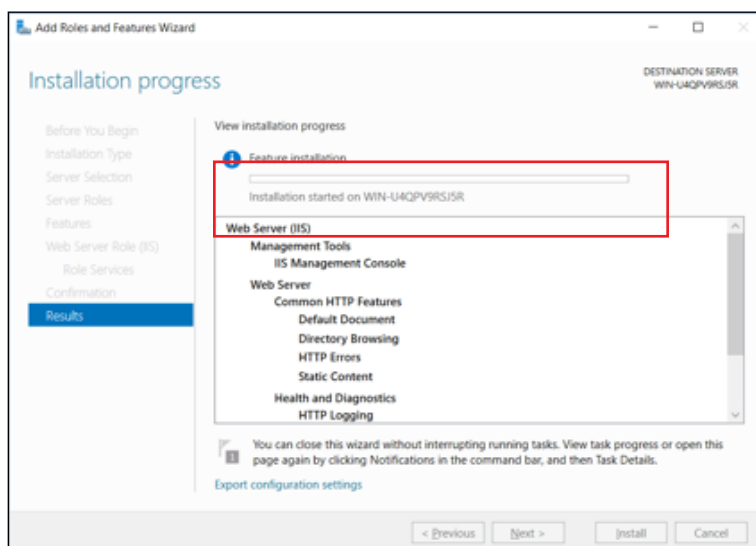 Add Roles and Features Wizard
Installation progress
DESTINATION SERVER
WIN-U4QPV9RSJ5R
Before You Begin
Installation Type
Server Selection
Server Roles
Features
Web Server Role (IIS)
Role Services
Confirmation
Results
View installation progress
Feature installation
Installation started on WIN-U4QPV9RSJ5R
Web Server (IIS)
Management Tools
IIS Management Console
Web Server
Common HTTP Features
Default Document
Directory Browsing
HTTP Errors
Static Content
Health and Diagnostics
HTTP Logging
1
You can close this wizard without interrupting running tasks. View task progress or open this
page again by clicking Notifications in the command bar, and then Task Details.
Export configuration settings
< Previous
Next >
Install
Cancel